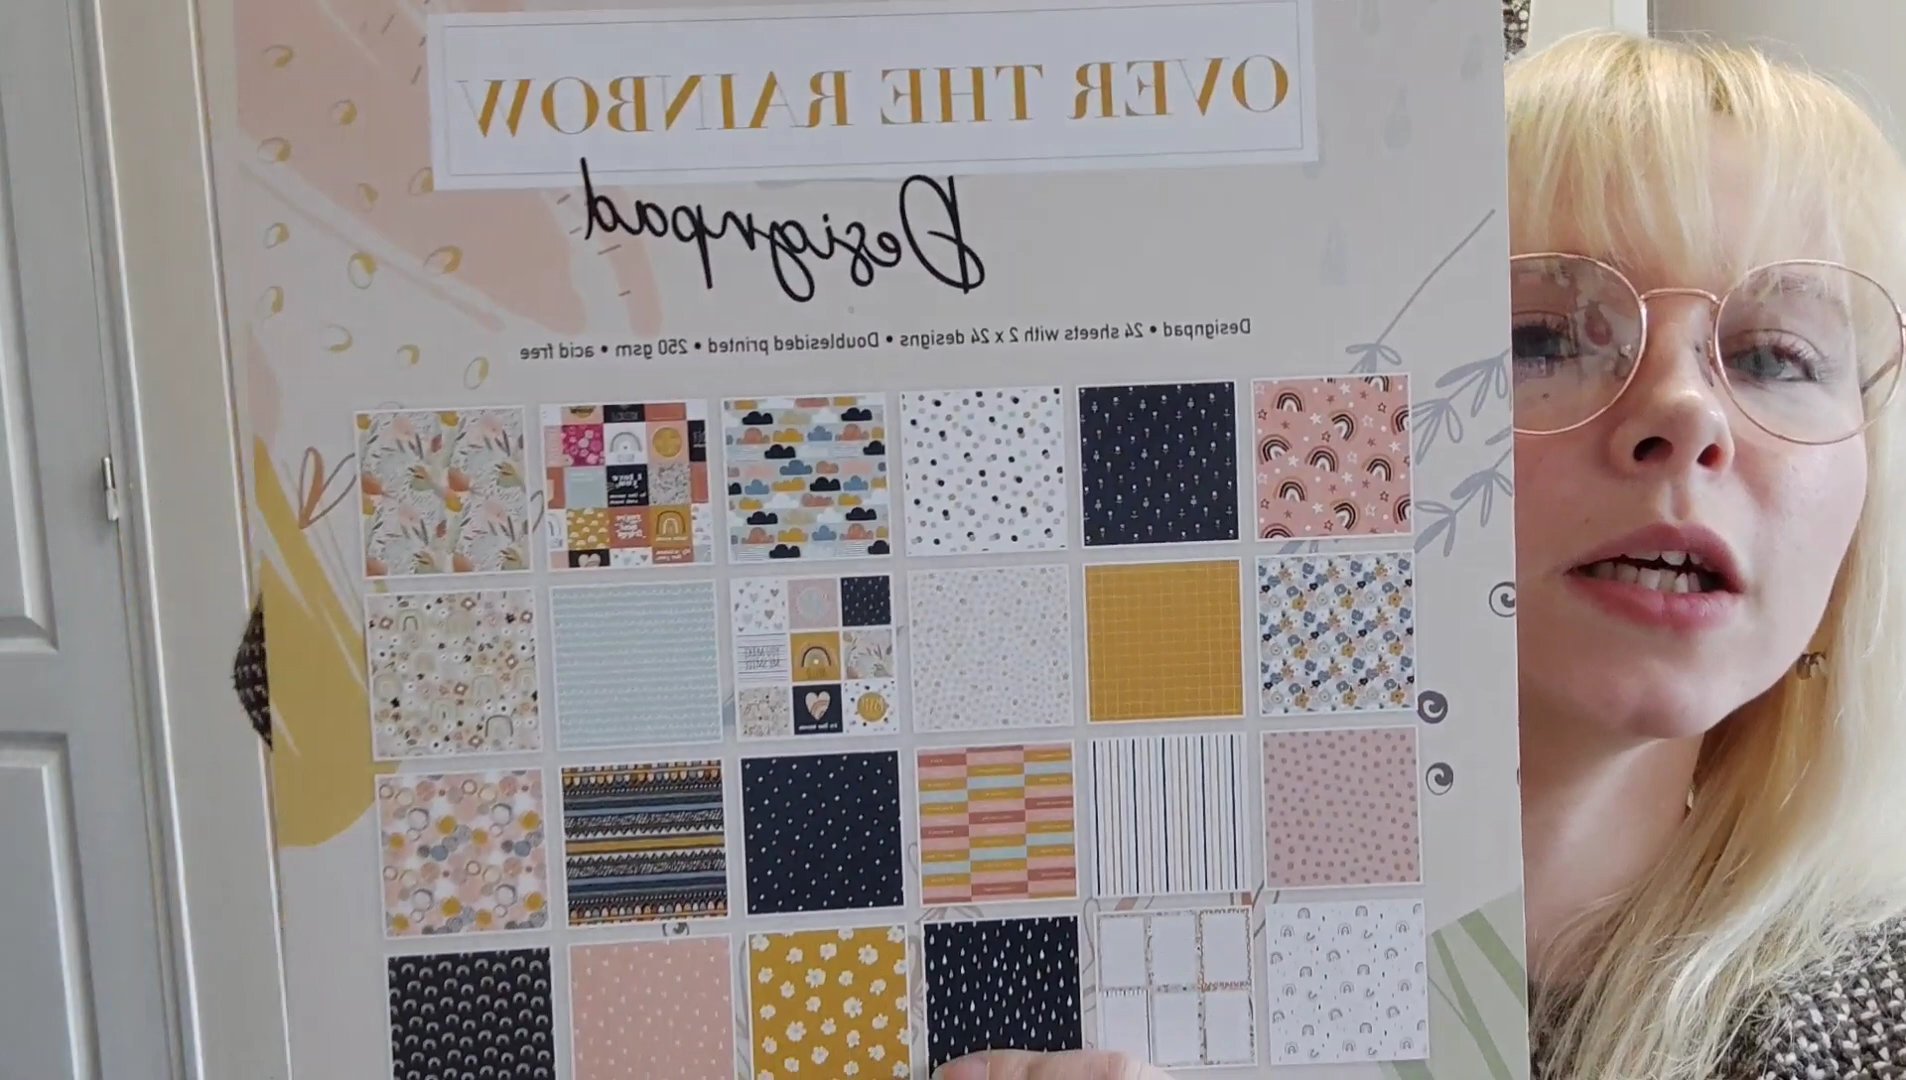 OVER THE RAINBOW
Designpad
Designpad • 24 sheets with 2 x 24 designs • Doublesided printed • 250 gsm • acid free